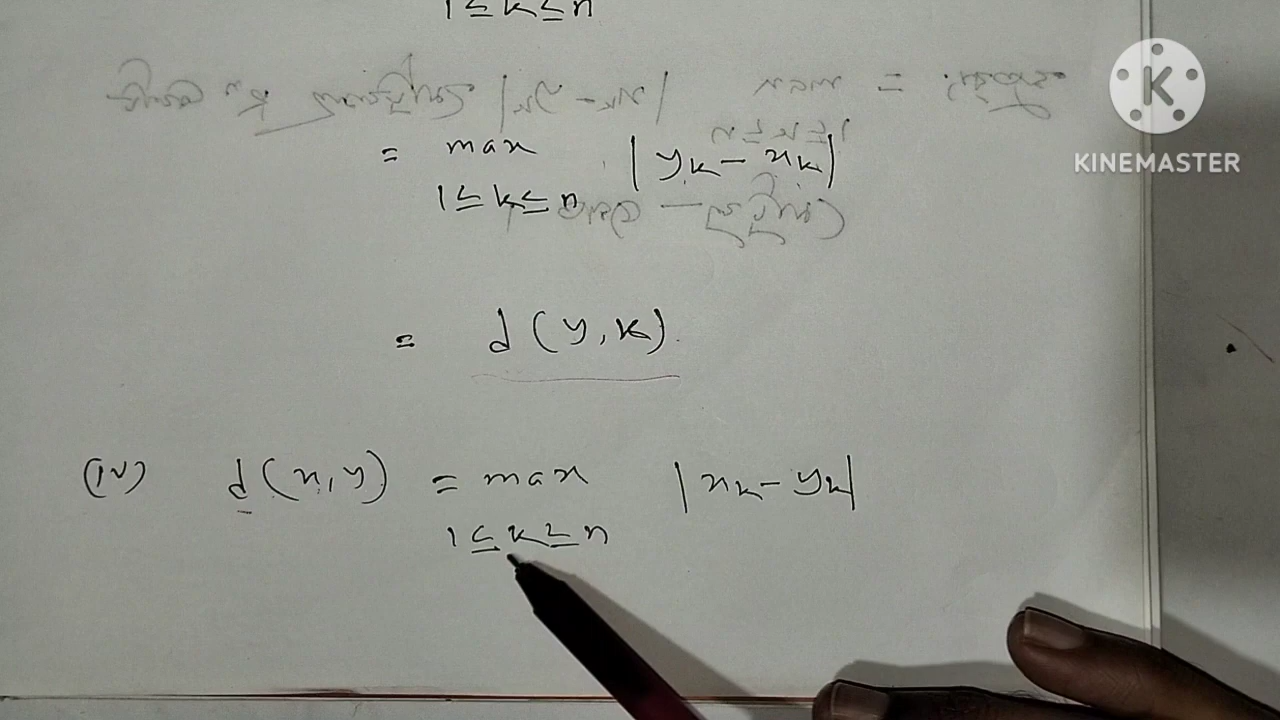 1 ≤ k ≤ n
= max |yₖ - xₖ|
1 ≤ k ≤ n
= d(y, x)
(iv) d(x, y) = max |xₖ - yₖ|
1 ≤ k ≤ n
KINEMASTER